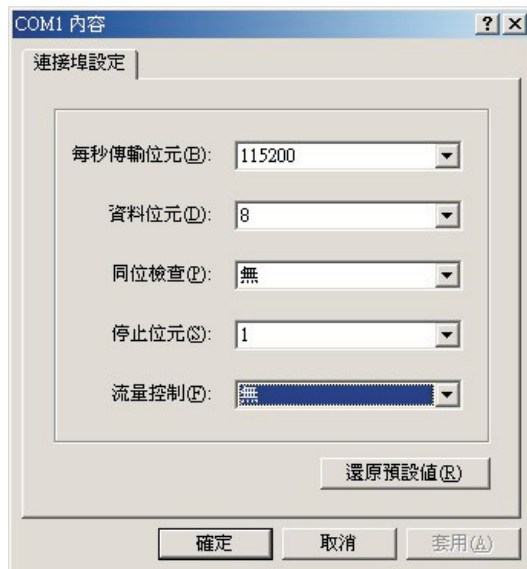 COM1 內容
連接埠設定
每秒傳輸位元(B): 115200
資料位元(D): 8
同位檢查(P): 無
停止位元(S): 1
流量控制(F): 無
還原預設值(R)
確定 取消 套用(A)